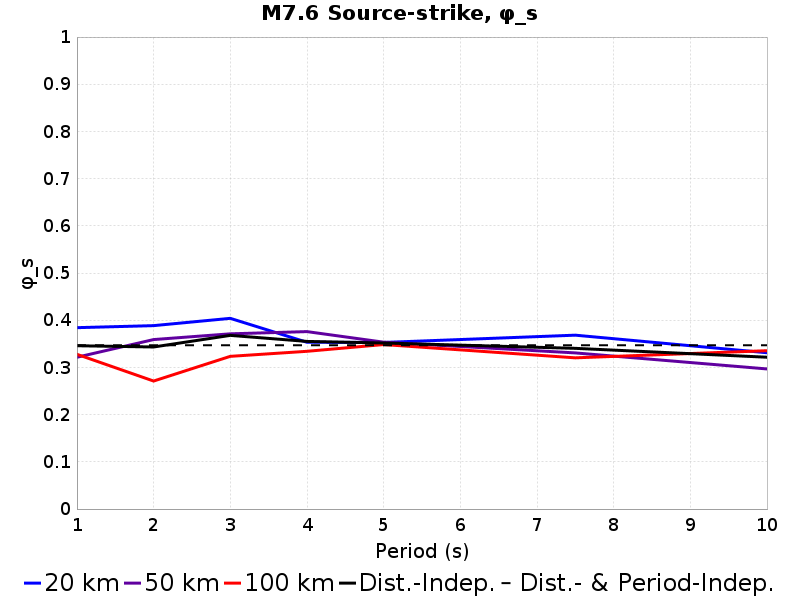 M7.6 Source-strike, φ_s
1
0.9
0.8
0.7
0.6
0.5
0.4
0.3
0.2
0.1
0
φ_s
1 2 3 4 5 6 7 8 9 10
Period (s)
20 km 50 km 100 km Dist.-Indep. Dist.- & Period-Indep.